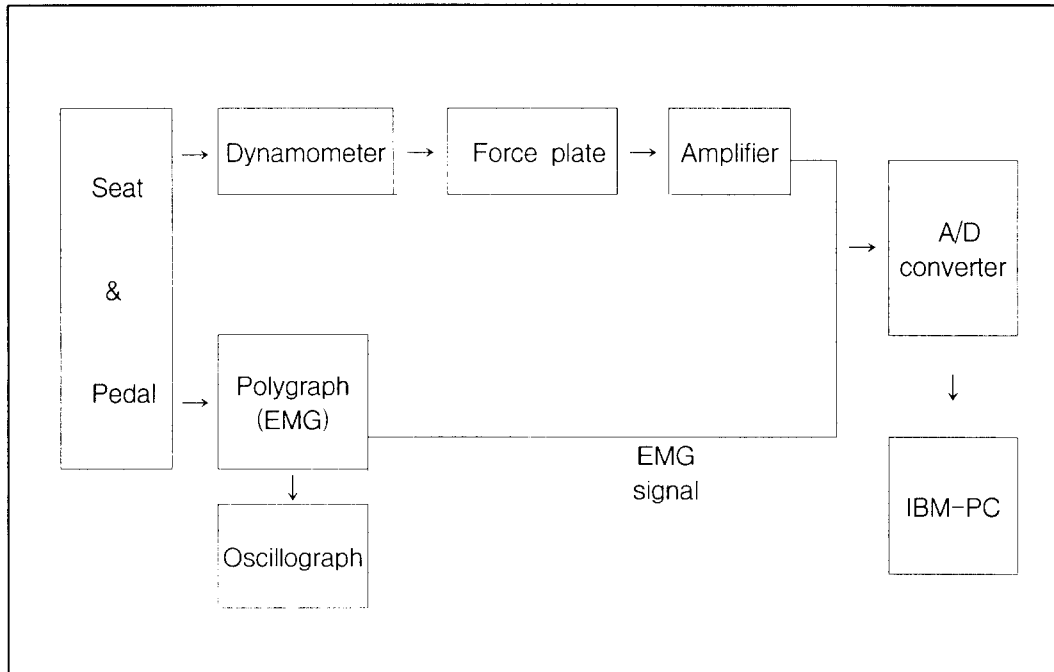 Seat
&
Pedal
Dynamometer
Force plate
Amplifier
A/D
converter
Polygraph
(EMG)
EMG
signal
Oscillograph
IBM-PC